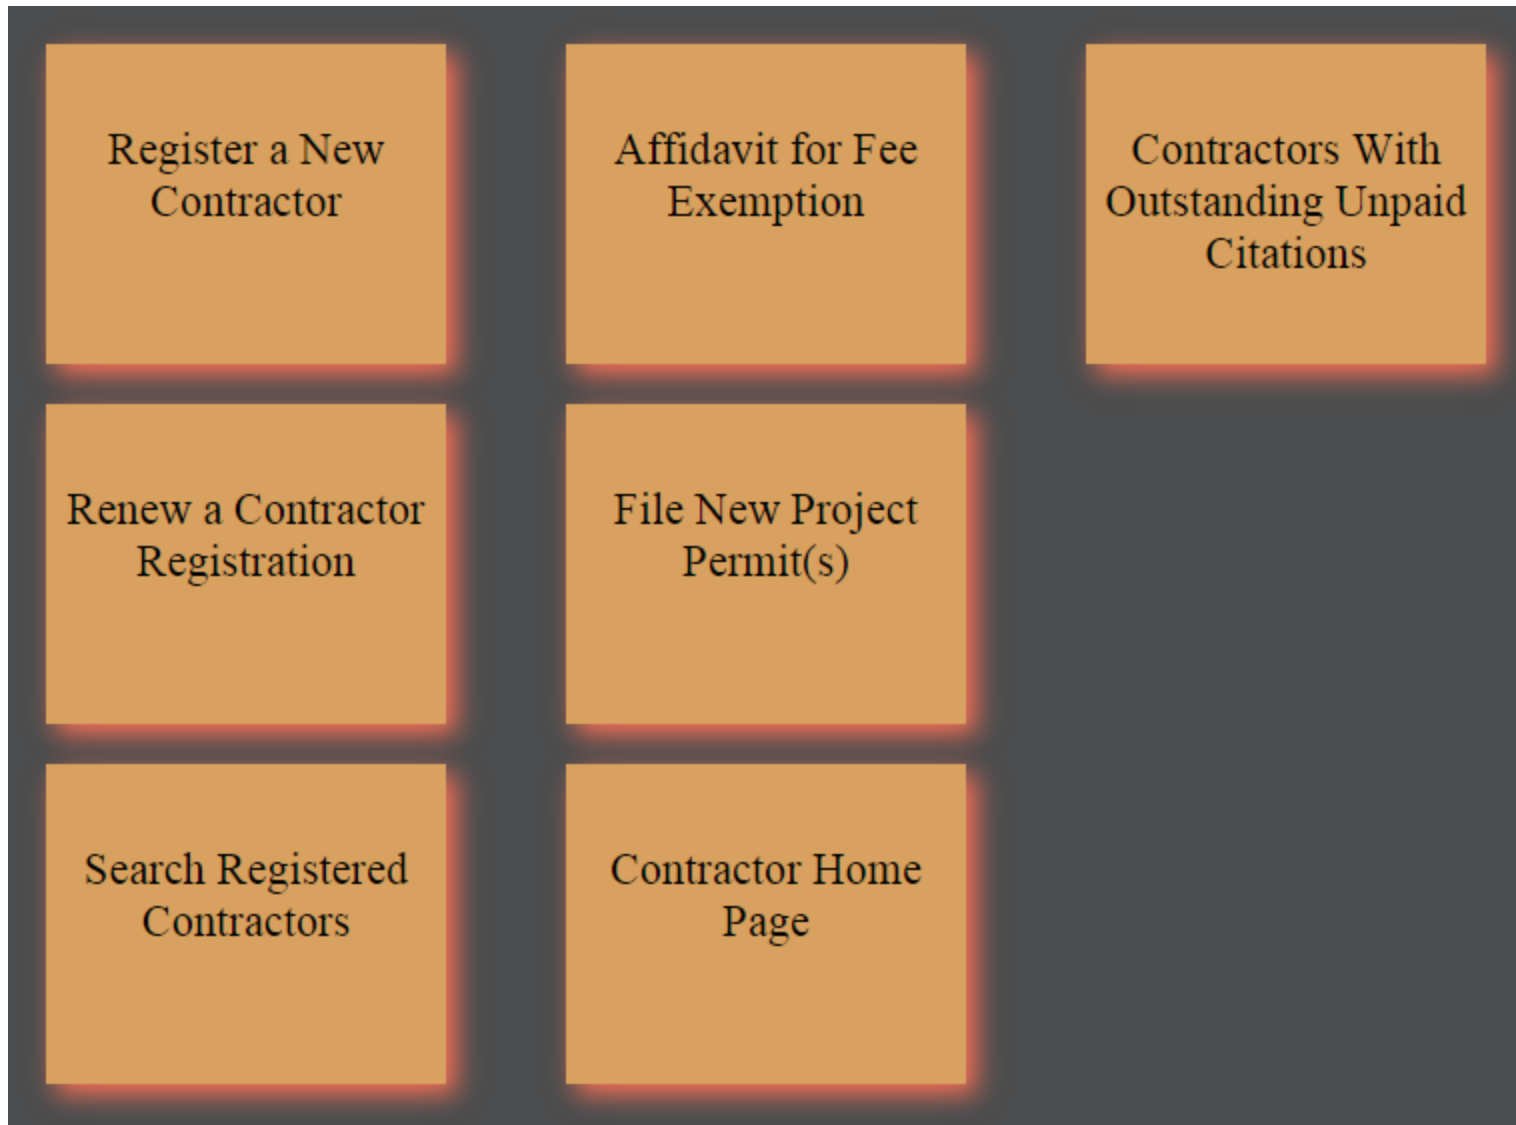 Register a New
Contractor
Affidavit for Fee
Exemption
Contractors With
Outstanding Unpaid
Citations
Renew a Contractor
Registration
File New Project
Permit(s)
Search Registered
Contractors
Contractor Home
Page